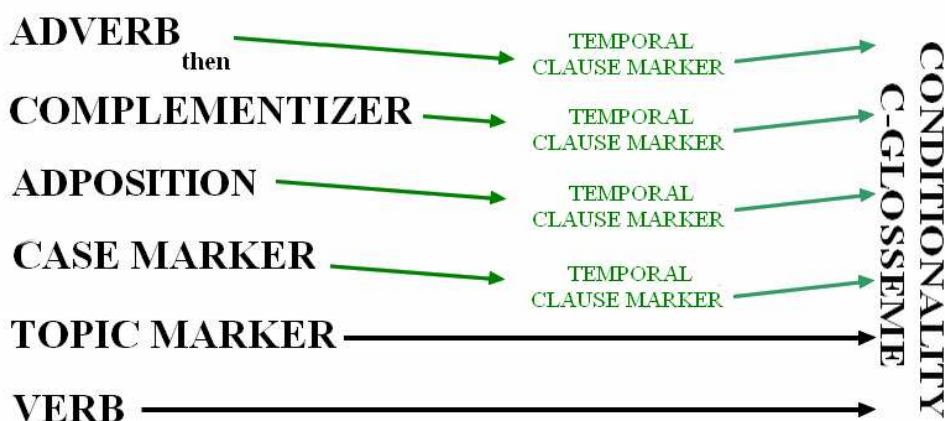 ADVERB
then
TEMPORAL
CLAUSE MARKER
COMPLEMENTIZER
TEMPORAL
CLAUSE MARKER
ADPOSITION
TEMPORAL
CLAUSE MARKER
CASE MARKER
TEMPORAL
CLAUSE MARKER
TOPIC MARKER
VERB
CONDITIONALITY
C-GLOSSEME